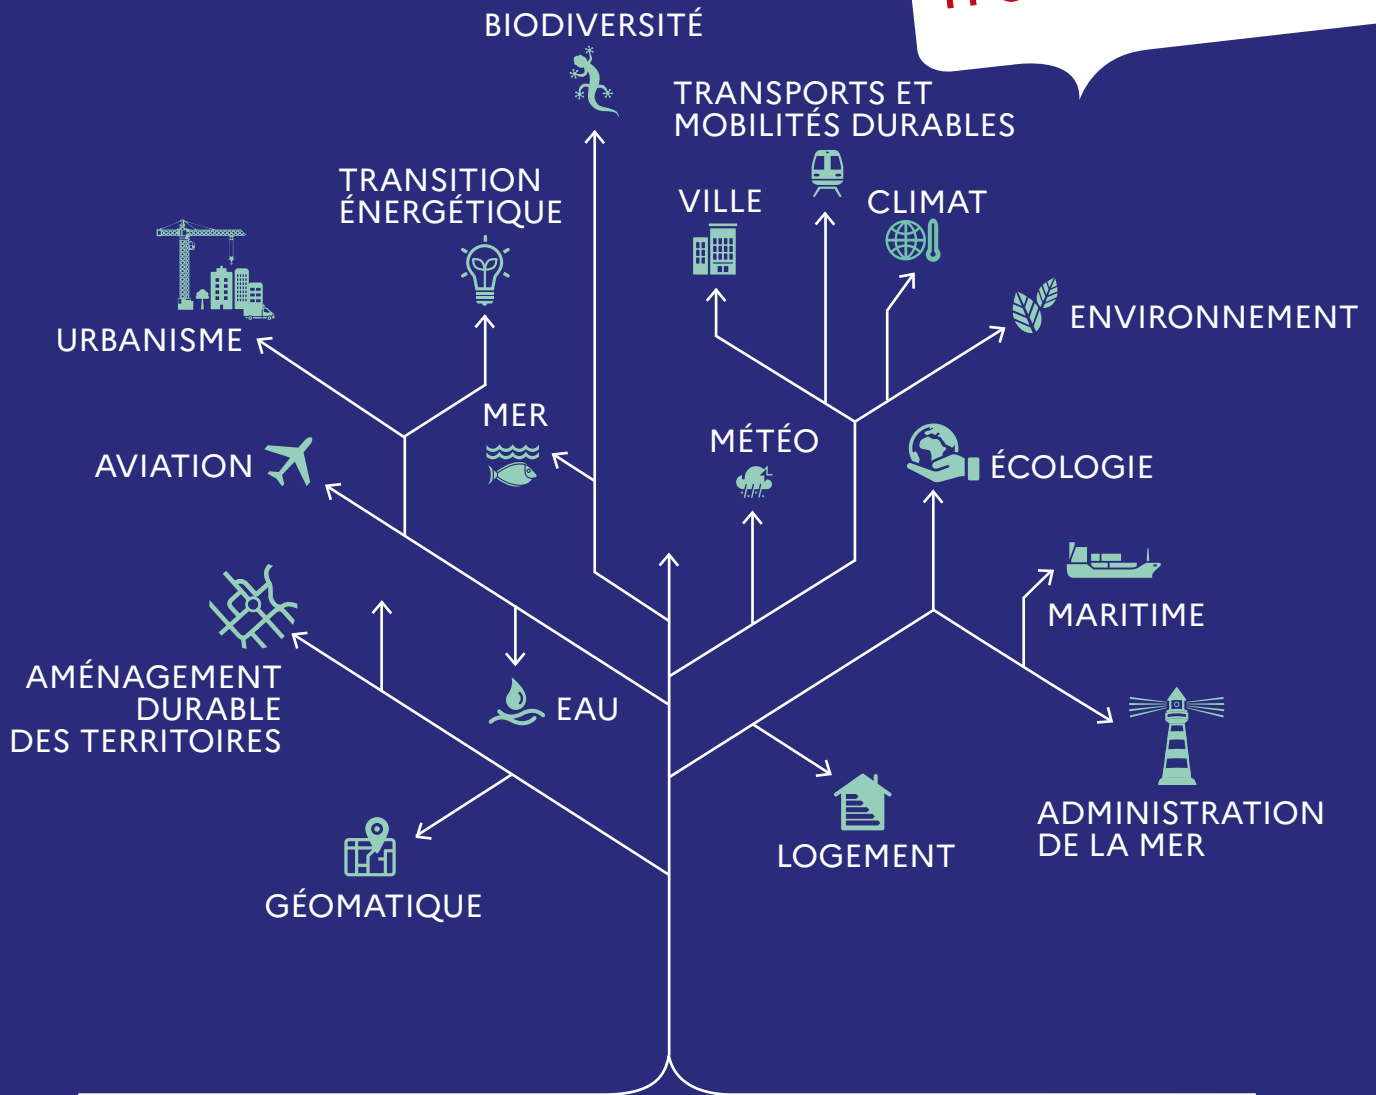 BIODIVERSITÉ
TRANSPORTS ET
MOBILITÉS DURABLES
TRANSITION
ÉNERGÉTIQUE
VILLE
CLIMAT
URBANISME
ENVIRONNEMENT
MER
MÉTÉO
AVIATION
ÉCOLOGIE
MARITIME
AMÉNAGEMENT
DURABLE
DES TERRITOIRES
EAU
ADMINISTRATION
DE LA MER
LOGEMENT
GÉOMATIQUE